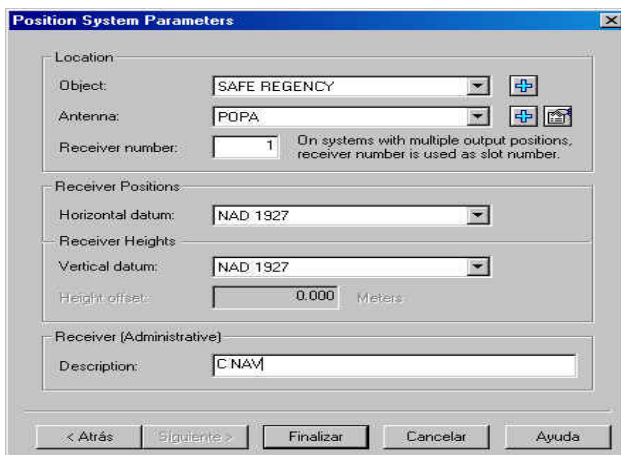 Position System Parameters
Location
Object: SAFE REGENCY
Antenna: POPA
Receiver number: 1 On systems with multiple output positions,
receiver number is used as slot number.
Receiver Positions
Horizontal datum: NAD 1927
Receiver Heights
Vertical datum: NAD 1927
Height offset: 0.000 Meters
Receiver (Administrative)
Description: C NAV
< Atrás Siguiente > Finalizar Cancelar Ayuda